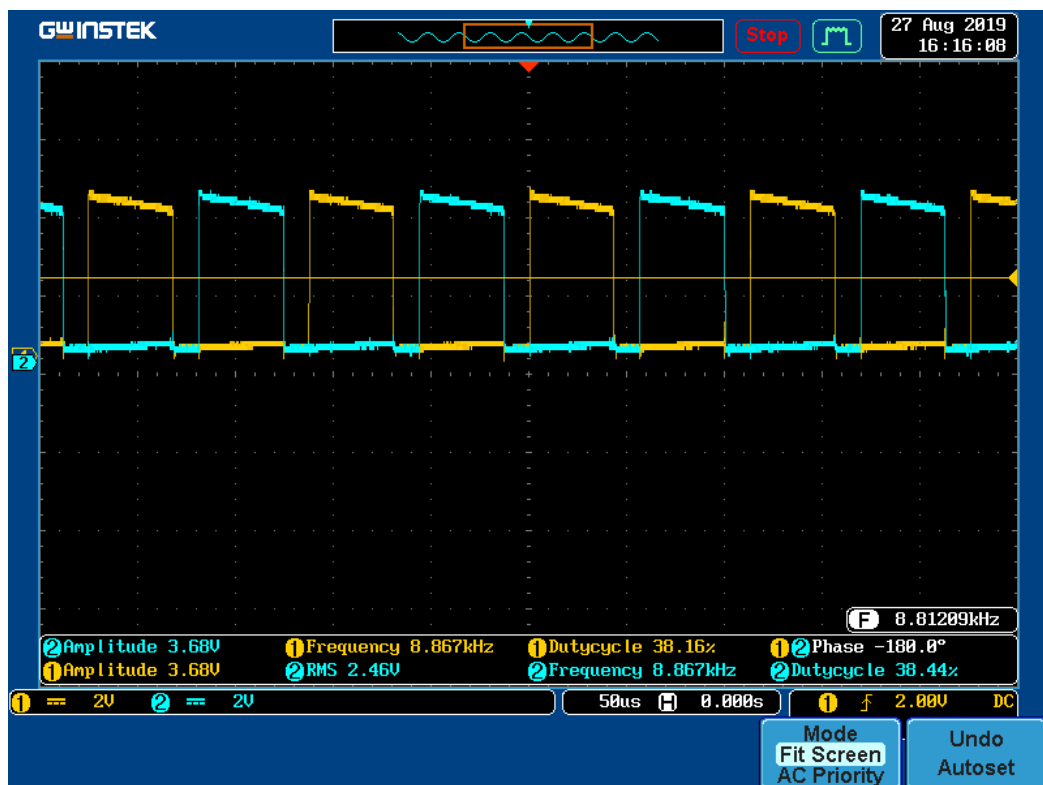 GWINSTEK
Stop
27 Aug 2019
16:16:08
2
F 8.81209kHz
2 Amplitude 3.68V 1 Frequency 8.867kHz 1 Dutycycle 38.16% 1 2 Phase -180.0°
1 Amplitude 3.68V 2 RMS 2.46V 2 Frequency 8.867kHz 2 Dutycycle 38.44%
1 2V 2 2V 50us H 0.000s 1 2.00V DC
Mode
Fit Screen
AC Priority
Undo
Autoset